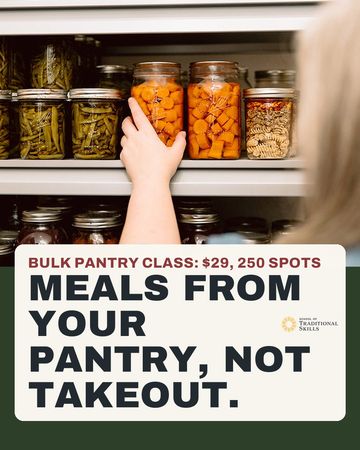 BULK PANTRY CLASS: $29, 250 SPOTS
MEALS FROM
YOUR
PANTRY, NOT
TAKEOUT.
SCHOOL OF
TRADITIONAL
SKILLS